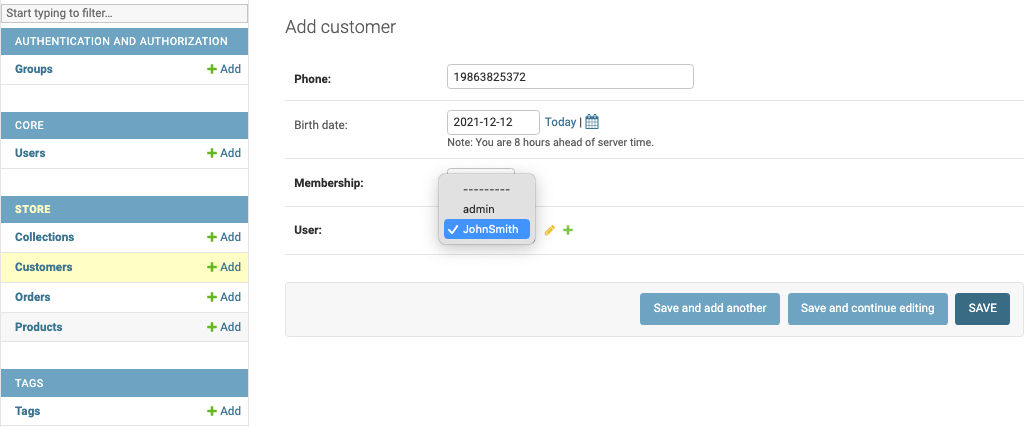 Start typing to filter...
AUTHENTICATION AND AUTHORIZATION
Groups + Add
CORE
Users + Add
STORE
Collections + Add
Customers + Add
Orders + Add
Products + Add
TAGS
Tags + Add
Add customer
Phone: 19863825372
Birth date: 2021-12-12 Today |
Note: You are 8 hours ahead of server time.
Membership:
---------
admin
User: ✓ JohnSmith
Save and add another Save and continue editing SAVE